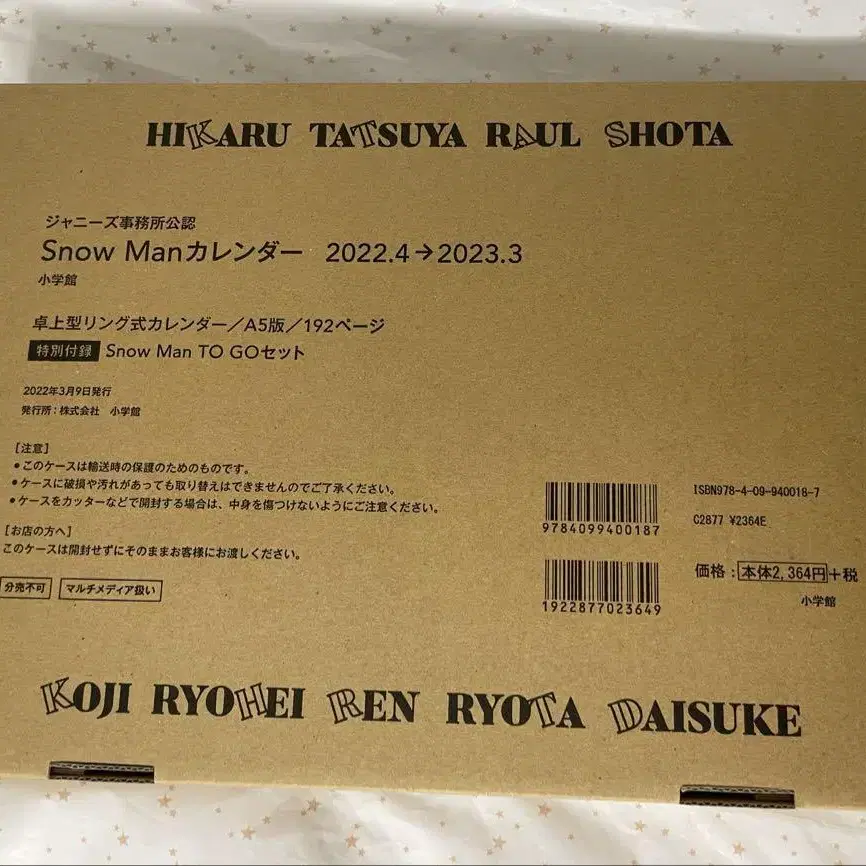 HIKARU TATSUYA RAUL SHOTA
ジャニーズ事務所公認
Snow Manカレンダー 2022.4→2023.3
小学館
卓上型リング式カレンダー/A5版/192ページ
特別付録 Snow Man TO GOセット
2022年3月9日発行
発行所：株式会社 小学館
[注意]
●このケースは輸送時の保護のためのものです。
●ケースに破損や汚れがあっても取り替えはできませんのでご了承ください。
●ケースをカッターなどで開封する場合は、中身を傷つけないようにご注意ください。
[お店の方へ]
このケースは開封せずにそのままお客様にお渡しください。
分売不可 マルチメディア扱い
9784099400187
ISBN978-4-09-940018-7
C2877 ¥2364E
1922877023649
価格：本体2,364円+税
小学館
KOJI RYOHEI REN RYOTA DAISUKE